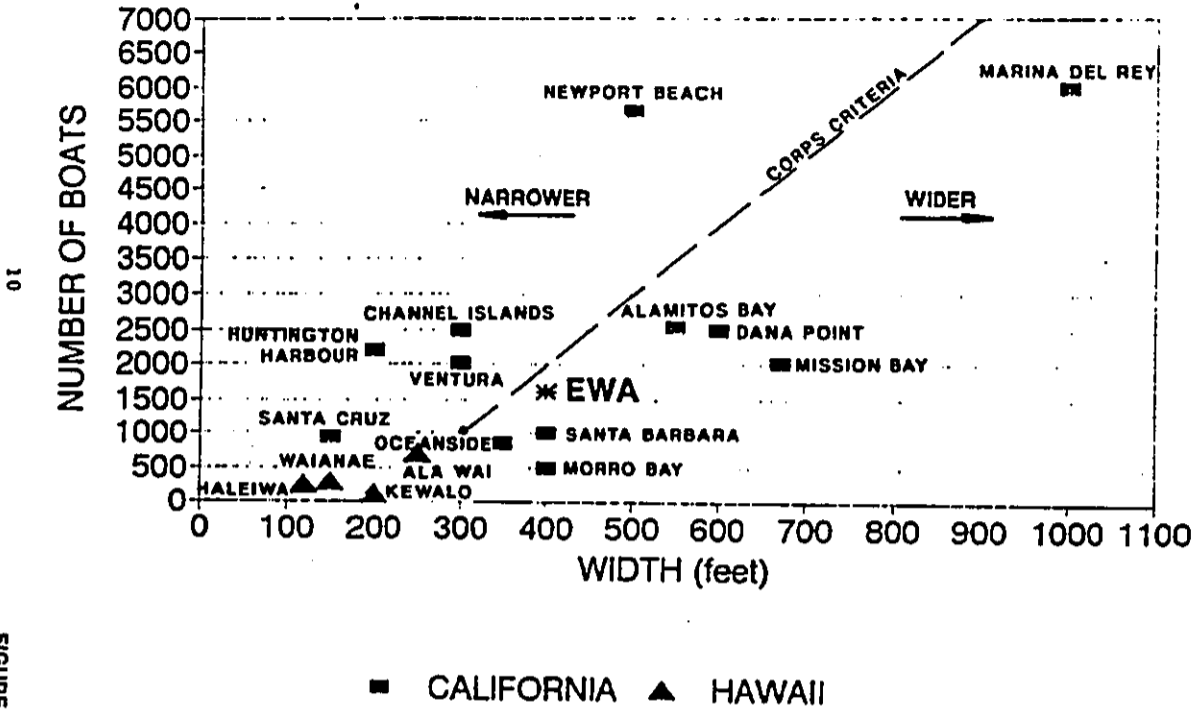 7000
6500
6000
5500
5000
4500
4000
3500
3000
2500
2000
1500
1000
500
0
NUMBER OF BOATS
MARINA DEL REY
NEWPORT BEACH
CORPS CRITERIA
NARROWER
WIDER
CHANNEL ISLANDS
ALAMITOS BAY
HUNTINGTON
HARBOUR
DANA POINT
VENTURA
MISSION BAY
EWA
SANTA CRUZ
OCEANSIDE
SANTA BARBARA
WAIANAE
ALA WAI
MORRO BAY
HALEIWA
KEWALO
0 100 200 300 400 500 600 700 800 900 1000 1100
WIDTH (feet)
CALIFORNIA HAWAII
10
FIGURE